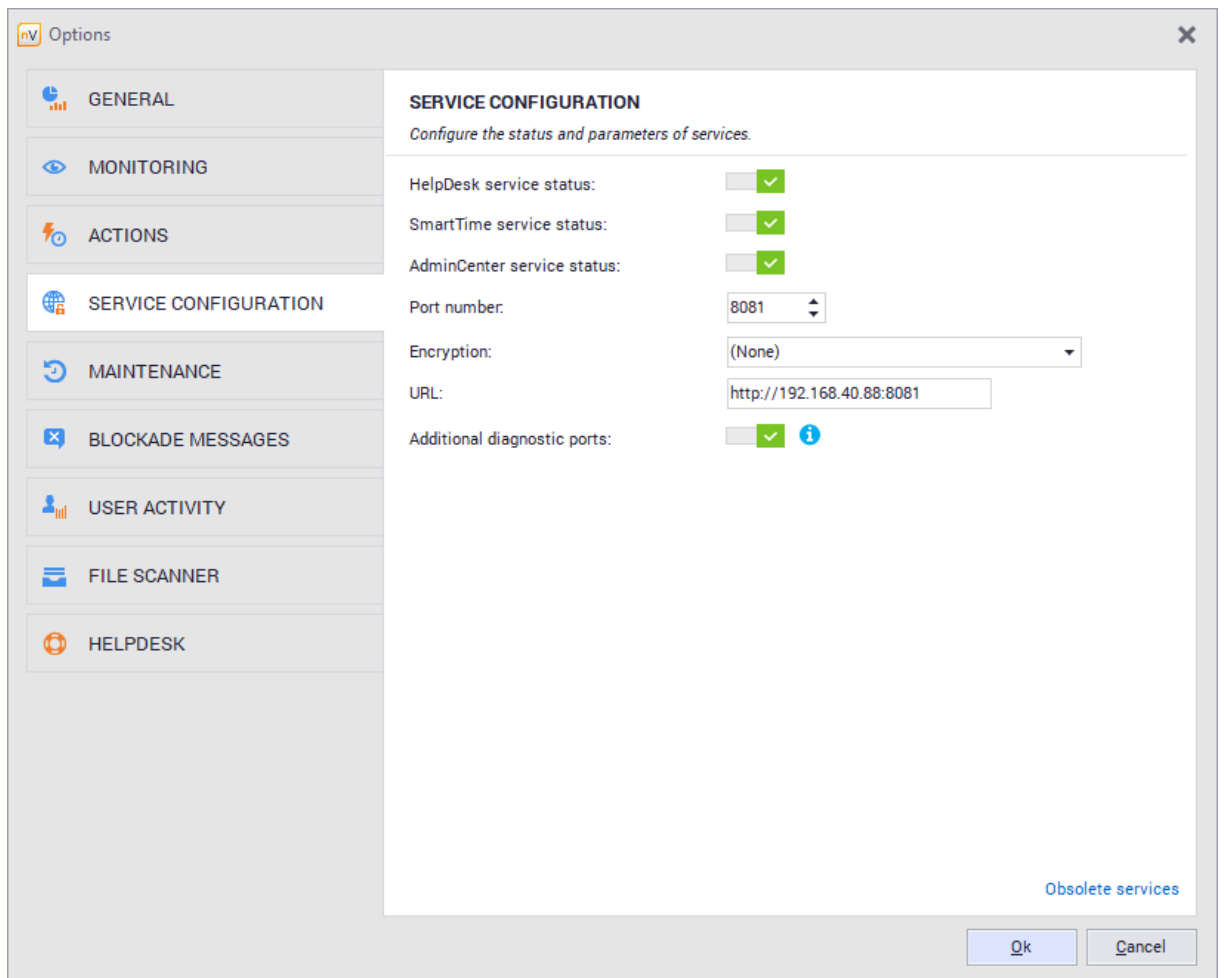 nV Options
GENERAL
MONITORING
ACTIONS
SERVICE CONFIGURATION
MAINTENANCE
BLOCKADE MESSAGES
USER ACTIVITY
FILE SCANNER
HELPDESK
SERVICE CONFIGURATION
Configure the status and parameters of services.
HelpDesk service status:
SmartTime service status:
AdminCenter service status:
Port number: 8081
Encryption: (None)
URL: http://192.168.40.88:8081
Additional diagnostic ports:
Obsolete services
Ok Cancel